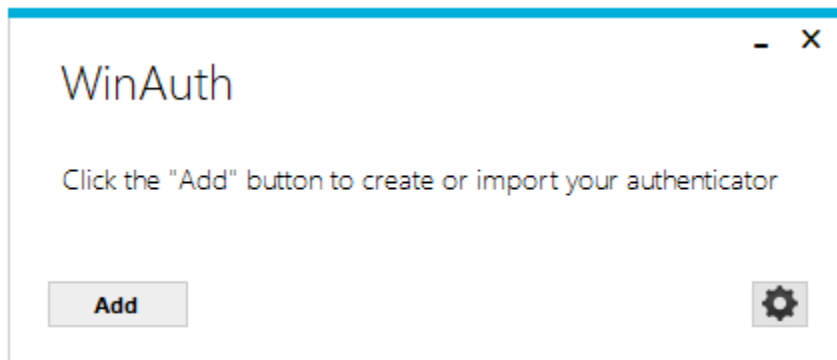 WinAuth
Click the "Add" button to create or import your authenticator
Add